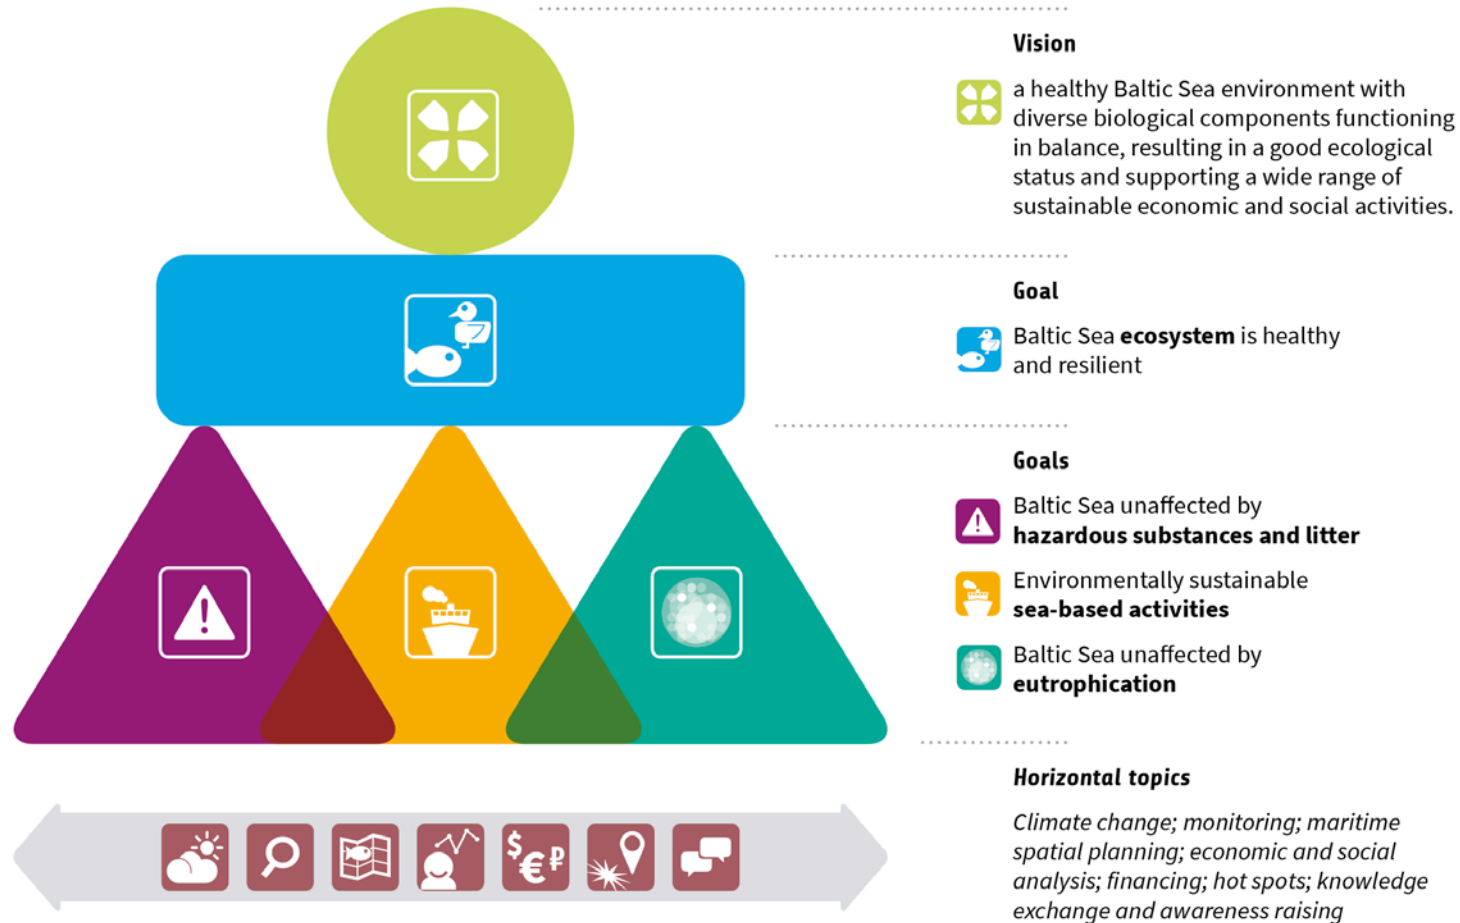 Vision
a healthy Baltic Sea environment with
diverse biological components functioning
in balance, resulting in a good ecological
status and supporting a wide range of
sustainable economic and social activities.
Goal
Baltic Sea ecosystem is healthy
and resilient
Goals
Baltic Sea unaffected by
hazardous substances and litter
Environmentally sustainable
sea-based activities
Baltic Sea unaffected by
eutrophication
Horizontal topics
Climate change; monitoring; maritime
spatial planning; economic and social
analysis; financing; hot spots; knowledge
exchange and awareness raising